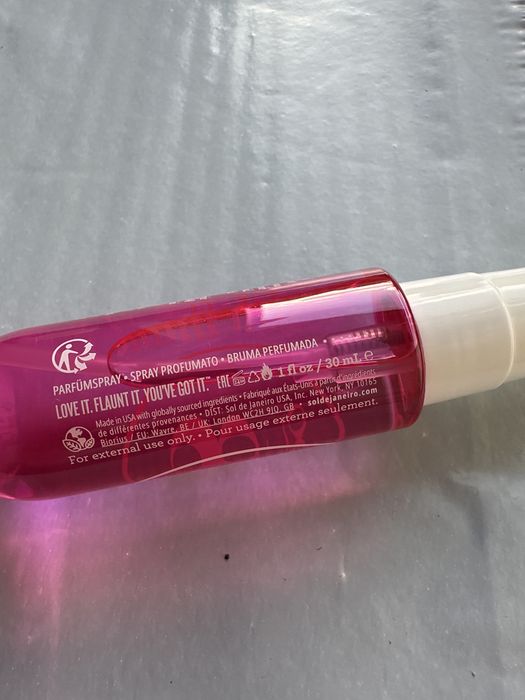 PARFÜMSPRAY • SPRAY PROFUMATO • BRUMA PERFUMADA
LOVE IT. FLAUNT IT. YOU'VE GOT IT.™ EAC 1 fl oz / 30 mL ℮
Made in USA with globally sourced ingredients • Fabriqué aux États-Unis à partir d'ingrédients
de différentes provenances • DIST: Sol de Janeiro USA, Inc. New York, NY 10165
Biorius / EU: Wavre, BE / UK: London WC2H 9JQ, GB • soldejaneiro.com
For external use only. • Pour usage externe seulement.